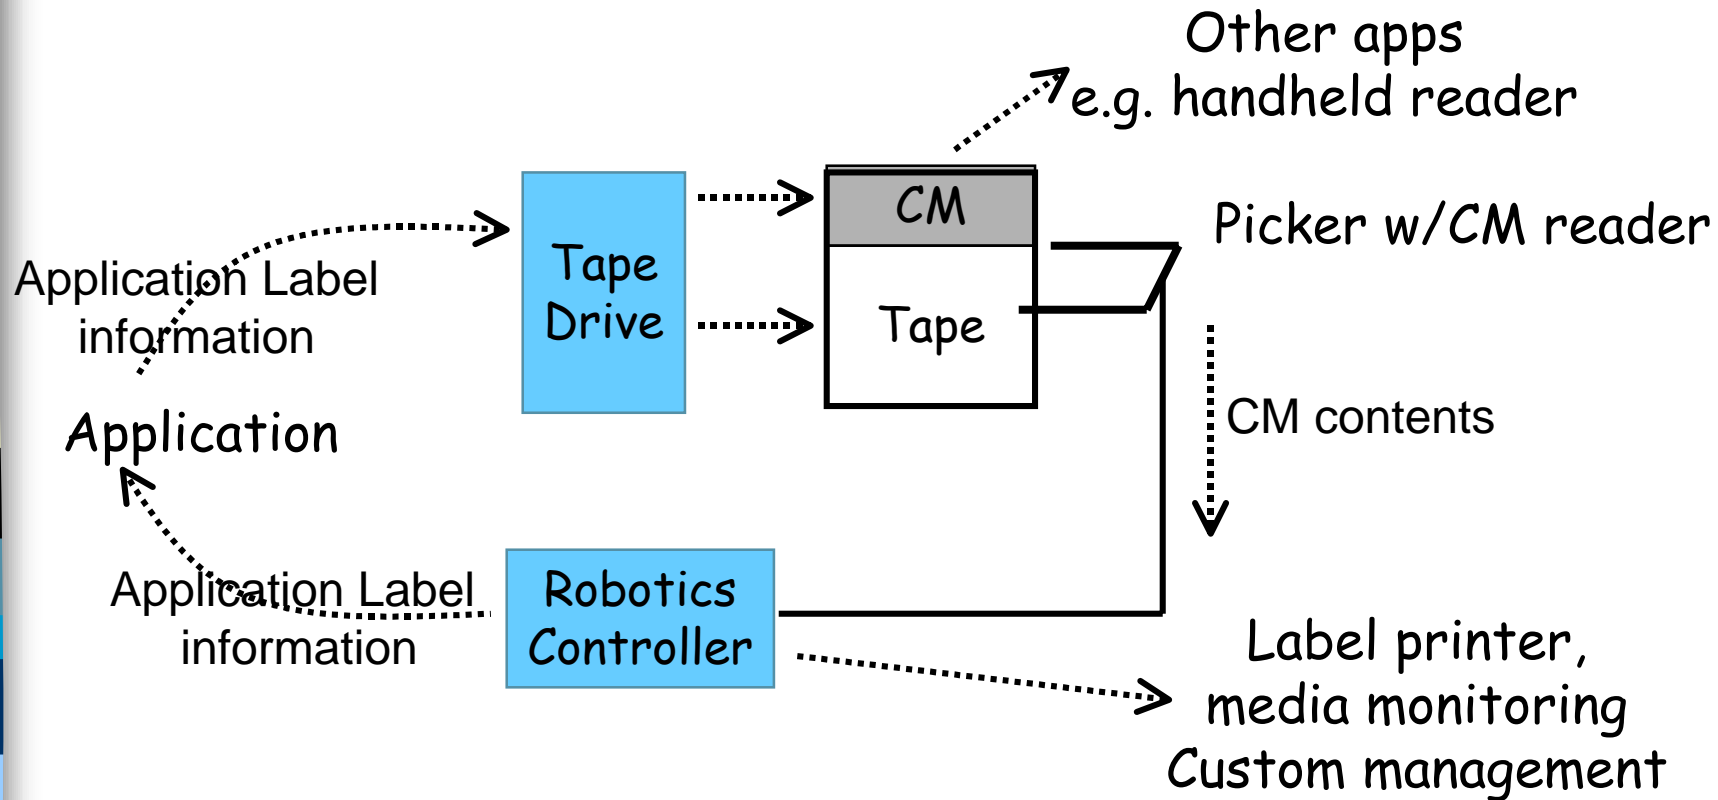 Other apps
e.g. handheld reader
CM
Picker w/CM reader
Tape
Drive
Application Label
information
Tape
Application
CM contents
Application Label
information
Robotics
Controller
Label printer,
media monitoring
Custom management